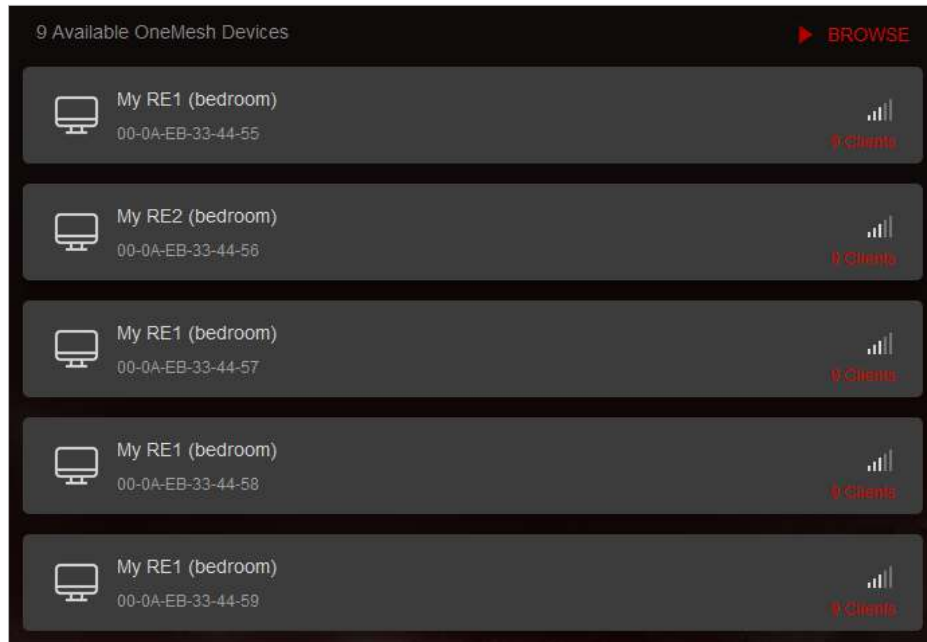 9 Available OneMesh Devices
BROWSE
My RE1 (bedroom)
00-0A-EB-33-44-55
9 Clients
My RE2 (bedroom)
00-0A-EB-33-44-56
9 Clients
My RE1 (bedroom)
00-0A-EB-33-44-57
9 Clients
My RE1 (bedroom)
00-0A-EB-33-44-58
9 Clients
My RE1 (bedroom)
00-0A-EB-33-44-59
9 Clients